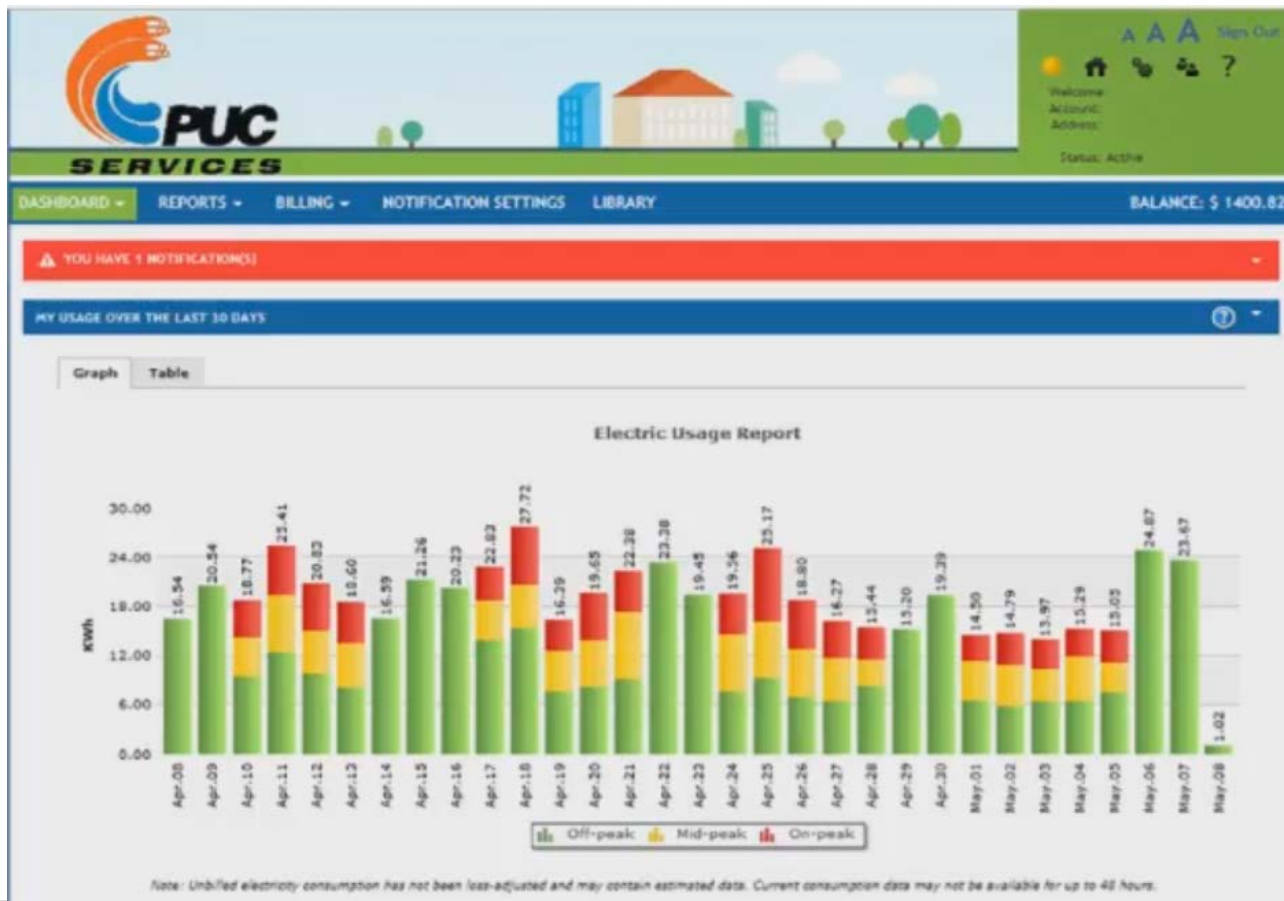 PUC
SERVICES
A A A Sign Out
?
Welcome:
Account:
Address:
Status: Active
DASHBOARD REPORTS BILLING NOTIFICATION SETTINGS LIBRARY BALANCE: $ 1400.82
YOU HAVE 1 NOTIFICATION(S)
MY USAGE OVER THE LAST 30 DAYS ?
Graph Table
Electric Usage Report
30.00
24.00
18.00
12.00
6.00
0.00
KWh
16.54 20.54 18.77 25.41 20.83 18.60 16.59 21.26 20.23 22.83 27.72 16.29 19.65 22.38 23.38 19.45 19.56 25.17 18.80 16.27 15.44 15.20 19.39 14.50 14.79 13.97 15.29 15.05 24.87 23.67 1.02
Apr.08 Apr.09 Apr.10 Apr.11 Apr.12 Apr.13 Apr.14 Apr.15 Apr.16 Apr.17 Apr.18 Apr.19 Apr.20 Apr.21 Apr.22 Apr.23 Apr.24 Apr.25 Apr.26 Apr.27 Apr.28 Apr.29 Apr.30 May.01 May.02 May.03 May.04 May.05 May.06 May.07 May.08
Off-peak Mid-peak On-peak
Note: Unbilled electricity consumption has not been loss-adjusted and may contain estimated data. Current consumption data may not be available for up to 48 hours.